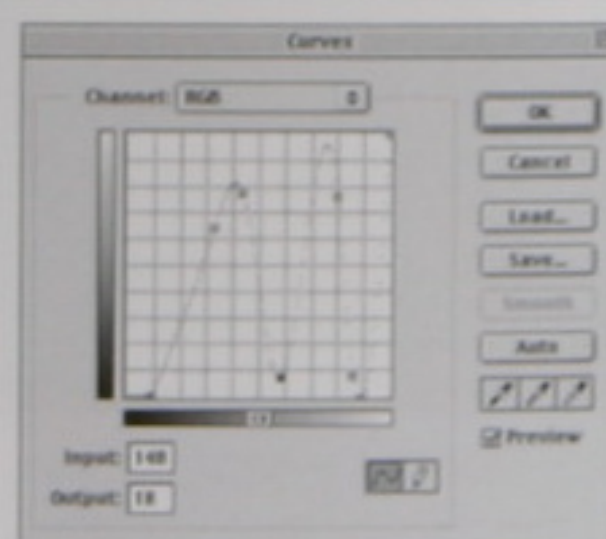 Curves
Channel: RGB
OK
Cancel
Load...
Save...
Smooth
Auto
Preview
Input: 148
Output: 18